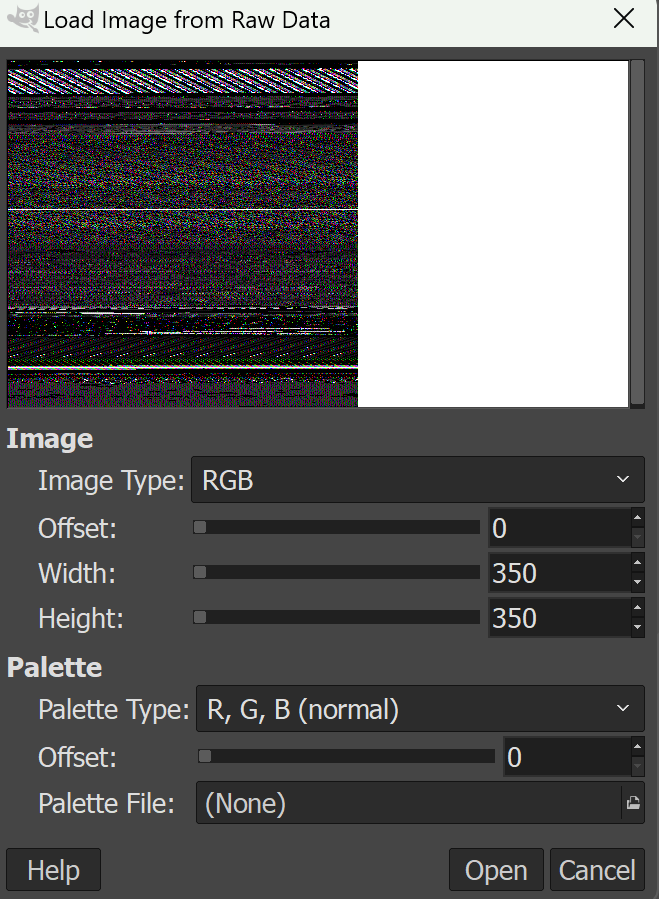 Load Image from Raw Data
Image
Image Type: RGB
Offset: 0
Width: 350
Height: 350
Palette
Palette Type: R, G, B (normal)
Offset: 0
Palette File: (None)
Help Open Cancel